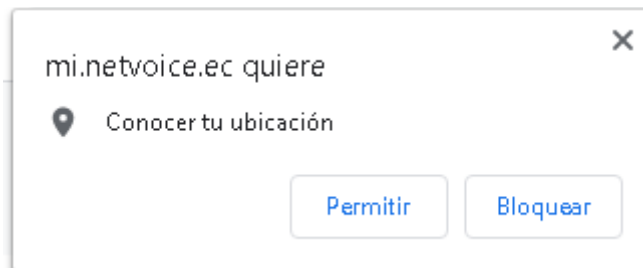 mi.netvoice.ec quiere
Conocer tu ubicación
Permitir
Bloquear